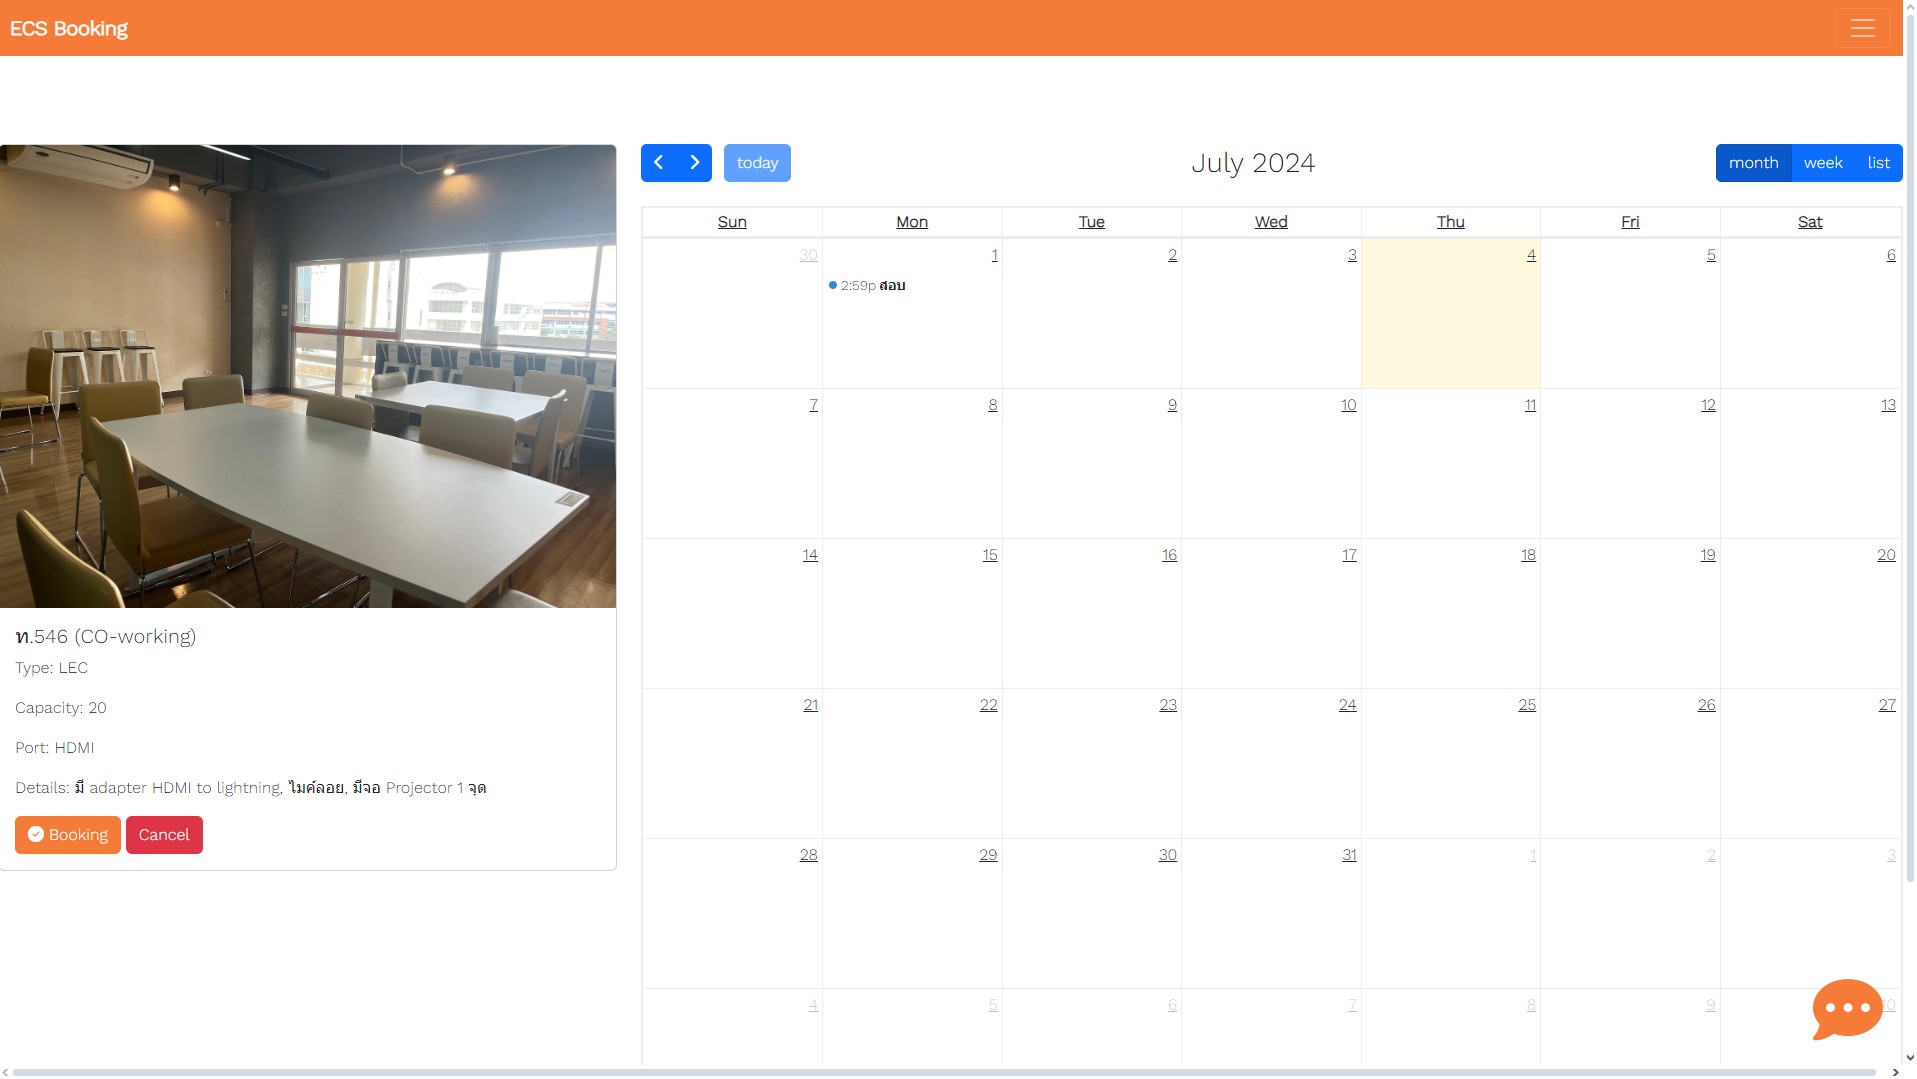 ECS Booking
today
July 2024
month week list
Sun Mon Tue Wed Thu Fri Sat
30 1 2 3 4 5 6
2:59p สอบ
7 8 9 10 11 12 13
14 15 16 17 18 19 20
21 22 23 24 25 26 27
28 29 30 31 1 2 3
4 5 6 7 8 9 10
ท.546 (CO-working)
Type: LEC
Capacity: 20
Port: HDMI
Details: มี adapter HDMI to lightning, ไมค์ลอย, มีจอ Projector 1 จุด
Booking Cancel